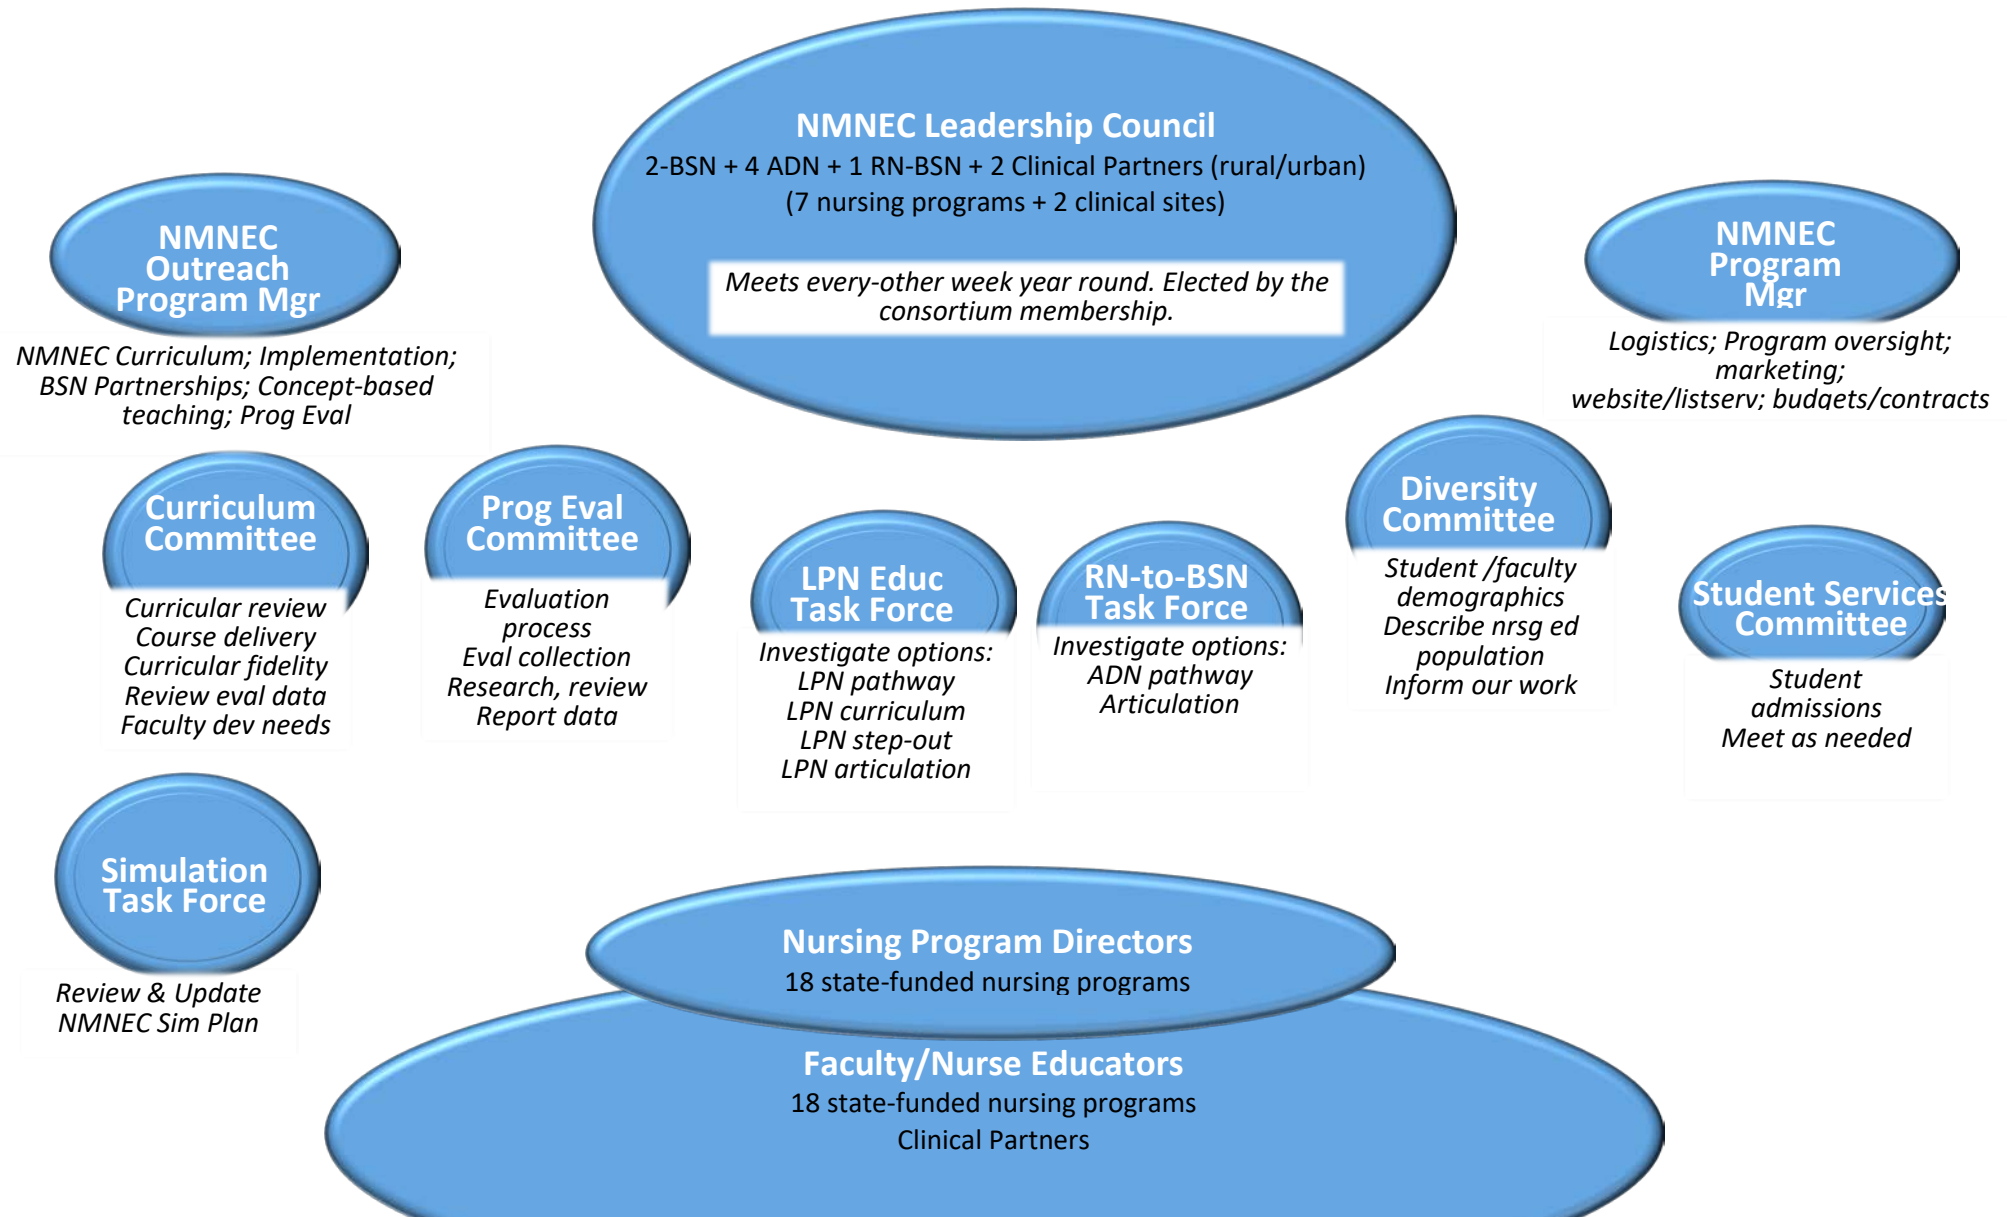 NMNEC Leadership Council
2-BSN + 4 ADN + 1 RN-BSN + 2 Clinical Partners (rural/urban)
(7 nursing programs + 2 clinical sites)
Meets every-other week year round. Elected by the
consortium membership.
NMNEC
Outreach
Program Mgr
NMNEC Curriculum; Implementation;
BSN Partnerships; Concept-based
teaching; Prog Eval
NMNEC
Program
Mgr
Logistics; Program oversight;
marketing;
website/listserv; budgets/contracts
Curriculum
Committee
Curricular review
Course delivery
Curricular fidelity
Review eval data
Faculty dev needs
Prog Eval
Committee
Evaluation
process
Eval collection
Research, review
Report data
LPN Educ
Task Force
Investigate options:
LPN pathway
LPN curriculum
LPN step-out
LPN articulation
RN-to-BSN
Task Force
Investigate options:
ADN pathway
Articulation
Diversity
Committee
Student /faculty
demographics
Describe nrsg ed
population
Inform our work
Student Services
Committee
Student
admissions
Meet as needed
Simulation
Task Force
Review & Update
NMNEC Sim Plan
Nursing Program Directors
18 state-funded nursing programs
Faculty/Nurse Educators
18 state-funded nursing programs
Clinical Partners